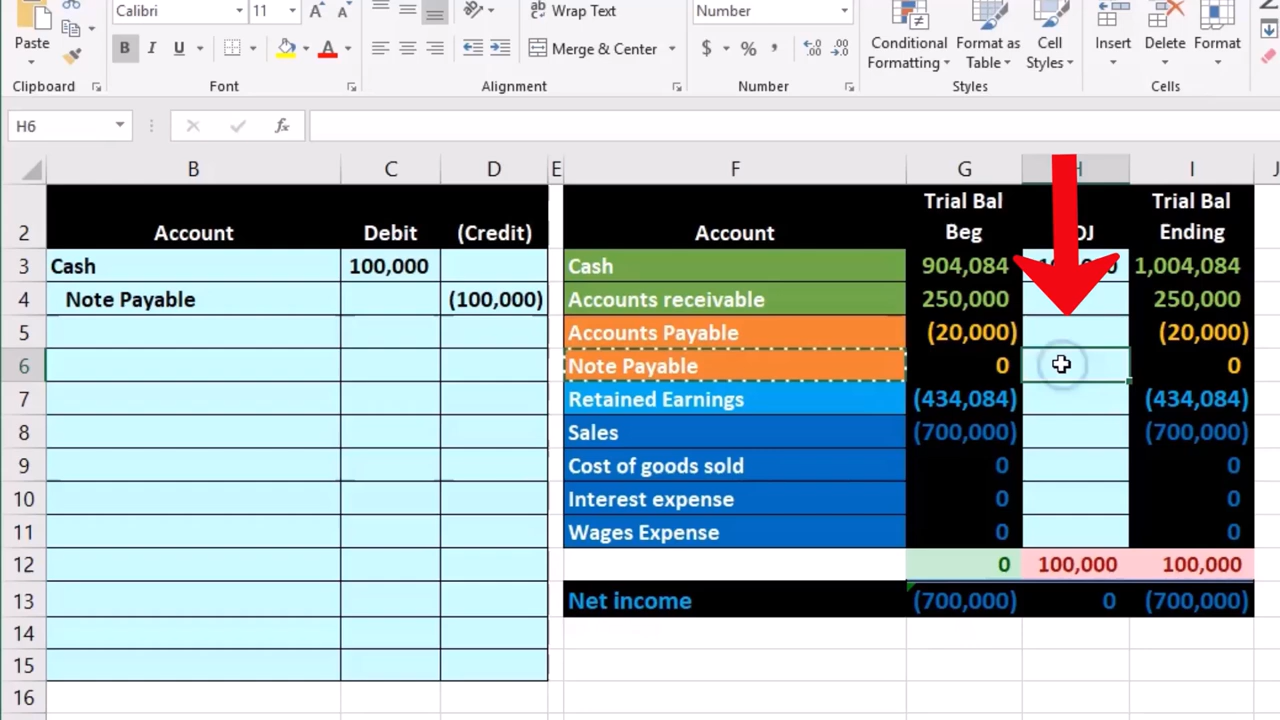 Calibri 11 Wrap Text Number
Paste B I U A Merge & Center $ % , Conditional Formatting Format as Table Cell Styles Insert Delete Format
Clipboard Font Alignment Number Styles Cells
H6 fx
B C D E F G H I J
2 Account Debit (Credit) Account Trial Bal Beg Trial Bal Ending
3 Cash 100,000 Cash 904,084 1,004,084
4 Note Payable (100,000) Accounts receivable 250,000 250,000
5 Accounts Payable (20,000) (20,000)
6 Note Payable 0 0
7 Retained Earnings (434,084) (434,084)
8 Sales (700,000) (700,000)
9 Cost of goods sold 0 0
10 Interest expense 0 0
11 Wages Expense 0 0
12 0 100,000 100,000
13 Net income (700,000) 0 (700,000)
14
15
16